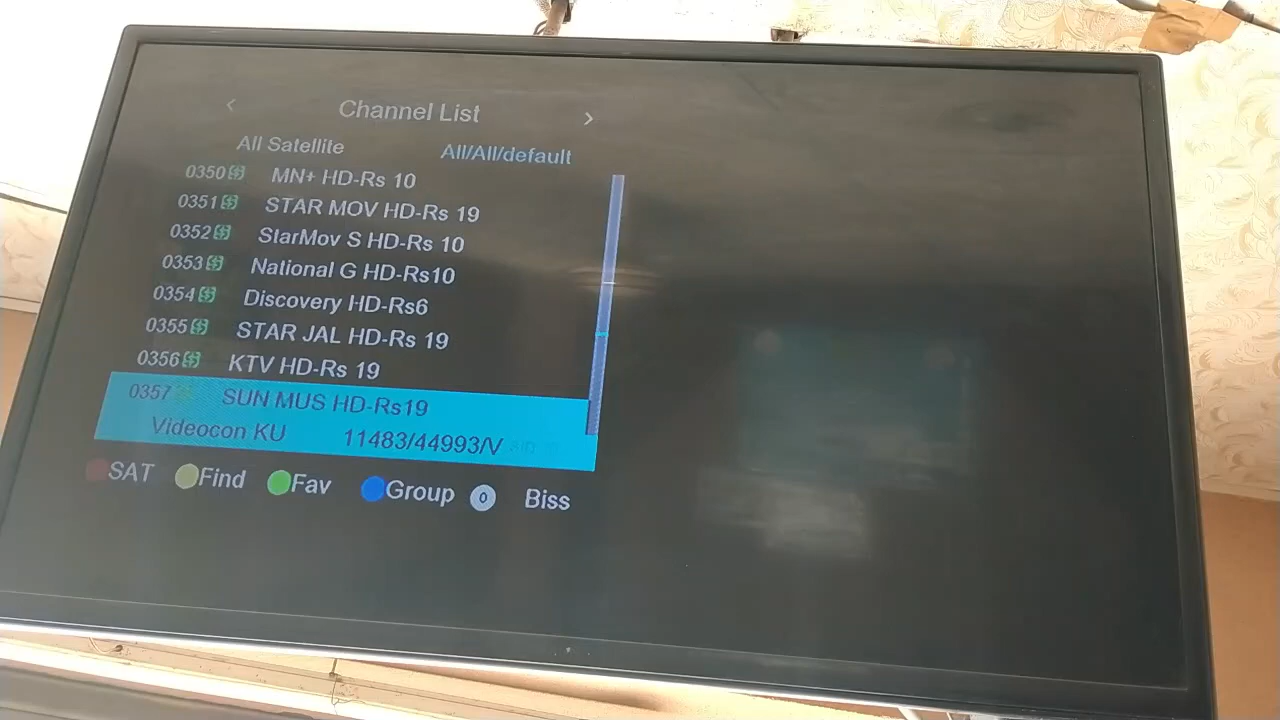 Channel List
All Satellite All/All/default
0350 MN+ HD-Rs 10
0351 STAR MOV HD-Rs 19
0352 StarMov S HD-Rs 10
0353 National G HD-Rs10
0354 Discovery HD-Rs6
0355 STAR JAL HD-Rs 19
0356 KTV HD-Rs 19
0357 SUN MUS HD-Rs19
Videocon KU 11483/44993/V
SAT Find Fav Group 0 Biss